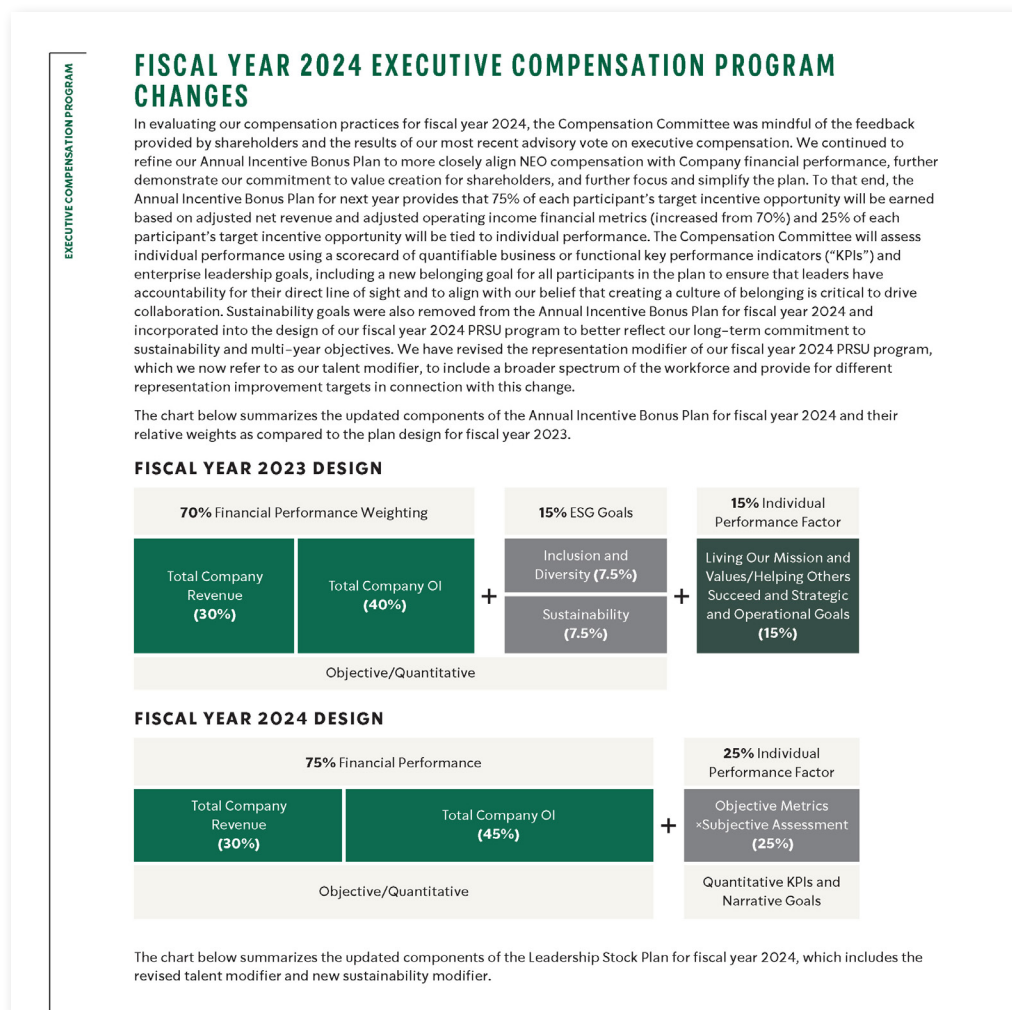 EXECUTIVE COMPENSATION PROGRAM
FISCAL YEAR 2024 EXECUTIVE COMPENSATION PROGRAM
CHANGES
In evaluating our compensation practices for fiscal year 2024, the Compensation Committee was mindful of the feedback
provided by shareholders and the results of our most recent advisory vote on executive compensation. We continued to
refine our Annual Incentive Bonus Plan to more closely align NEO compensation with Company financial performance, further
demonstrate our commitment to value creation for shareholders, and further focus and simplify the plan. To that end, the
Annual Incentive Bonus Plan for next year provides that 75% of each participant's target incentive opportunity will be earned
based on adjusted net revenue and adjusted operating income financial metrics (increased from 70%) and 25% of each
participant's target incentive opportunity will be tied to individual performance. The Compensation Committee will assess
individual performance using a scorecard of quantifiable business or functional key performance indicators ("KPIs") and
enterprise leadership goals, including a new belonging goal for all participants in the plan to ensure that leaders have
accountability for their direct line of sight and to align with our belief that creating a culture of belonging is critical to drive
collaboration. Sustainability goals were also removed from the Annual Incentive Bonus Plan for fiscal year 2024 and
incorporated into the design of our fiscal year 2024 PRSU program to better reflect our long-term commitment to
sustainability and multi-year objectives. We have revised the representation modifier of our fiscal year 2024 PRSU program,
which we now refer to as our talent modifier, to include a broader spectrum of the workforce and provide for different
representation improvement targets in connection with this change.
The chart below summarizes the updated components of the Annual Incentive Bonus Plan for fiscal year 2024 and their
relative weights as compared to the plan design for fiscal year 2023.
FISCAL YEAR 2023 DESIGN
70% Financial Performance Weighting
15% ESG Goals
15% Individual
Performance Factor
Total Company
Revenue
(30%)
Total Company OI
(40%)
+
Inclusion and
Diversity (7.5%)
Sustainability
(7.5%)
+
Living Our Mission and
Values/Helping Others
Succeed and Strategic
and Operational Goals
(15%)
Objective/Quantitative
FISCAL YEAR 2024 DESIGN
75% Financial Performance
25% Individual
Performance Factor
Total Company
Revenue
(30%)
Total Company OI
(45%)
+
Objective Metrics
×Subjective Assessment
(25%)
Objective/Quantitative
Quantitative KPIs and
Narrative Goals
The chart below summarizes the updated components of the Leadership Stock Plan for fiscal year 2024, which includes the
revised talent modifier and new sustainability modifier.